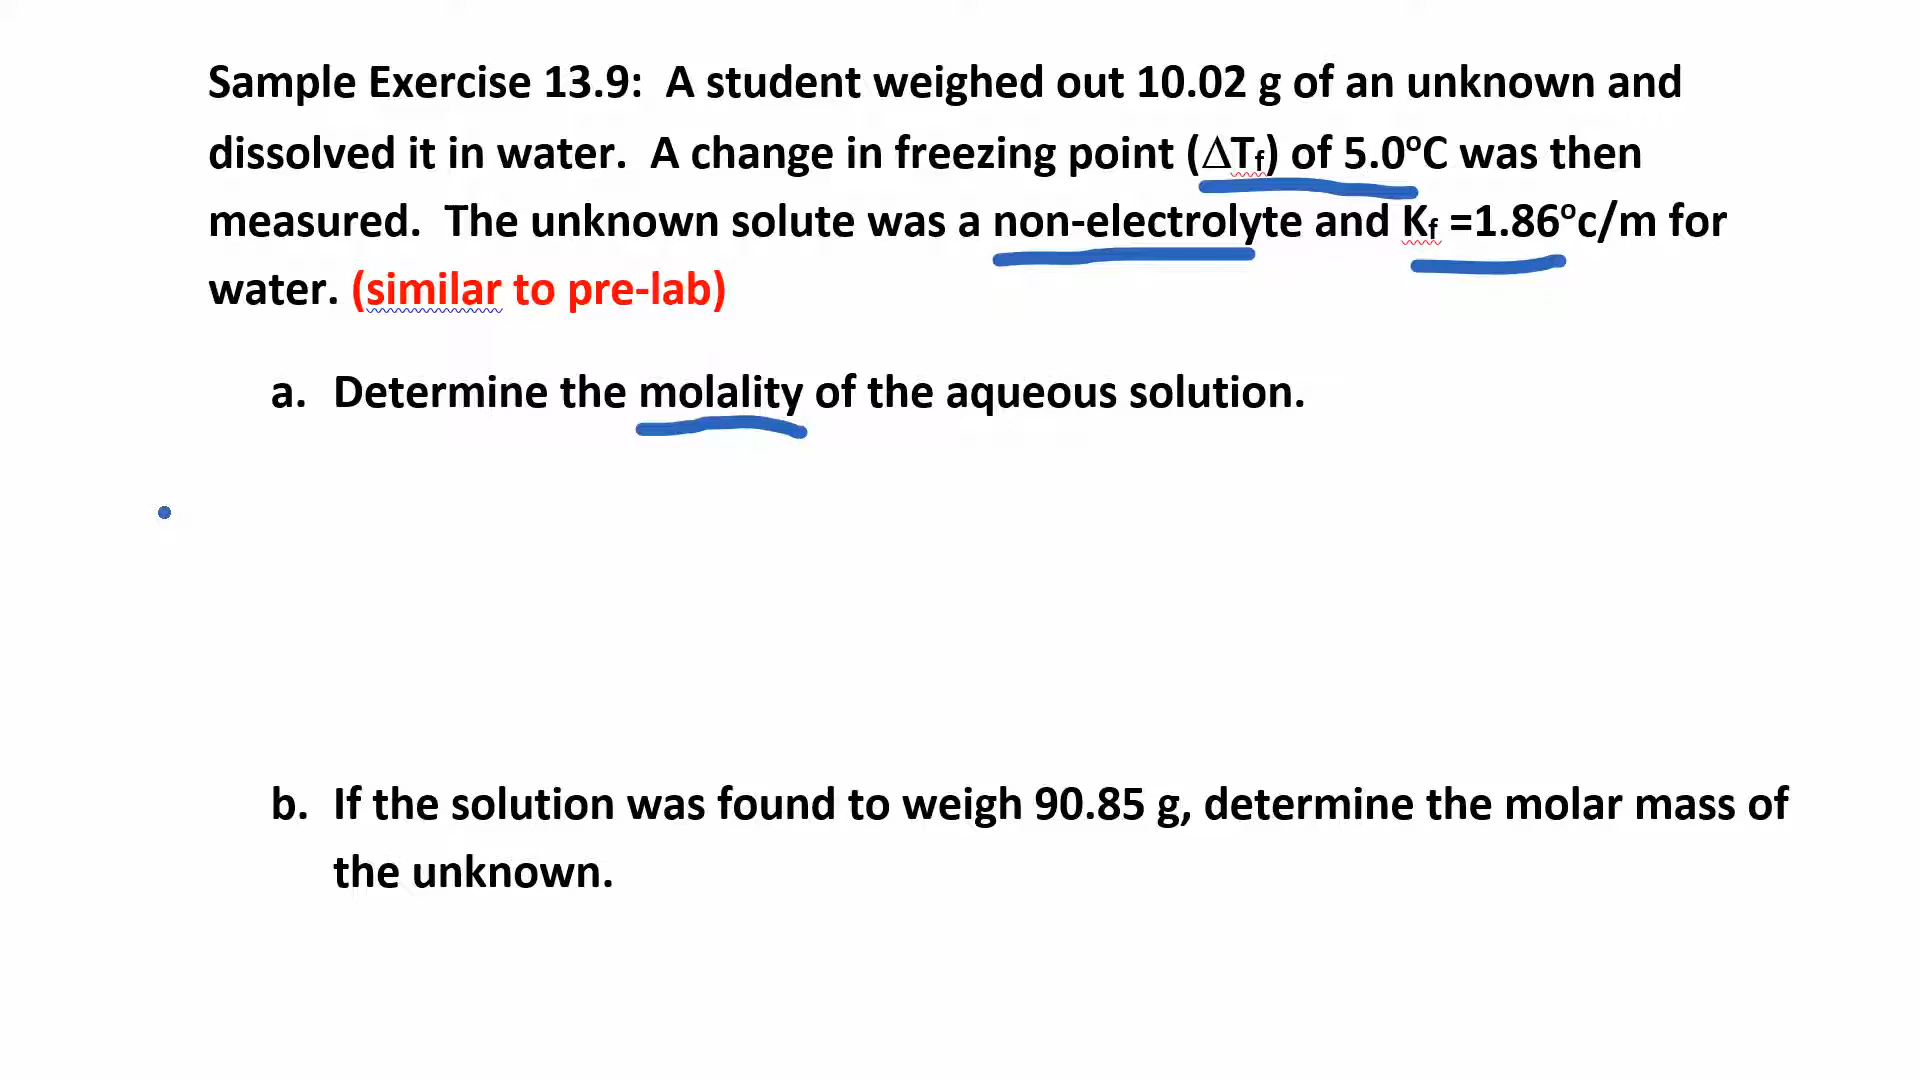 Sample Exercise 13.9: A student weighed out 10.02 g of an unknown and
dissolved it in water. A change in freezing point (ΔTf) of 5.0°C was then
measured. The unknown solute was a non-electrolyte and Kf =1.86°c/m for
water. (similar to pre-lab)
a. Determine the molality of the aqueous solution.
b. If the solution was found to weigh 90.85 g, determine the molar mass of
the unknown.